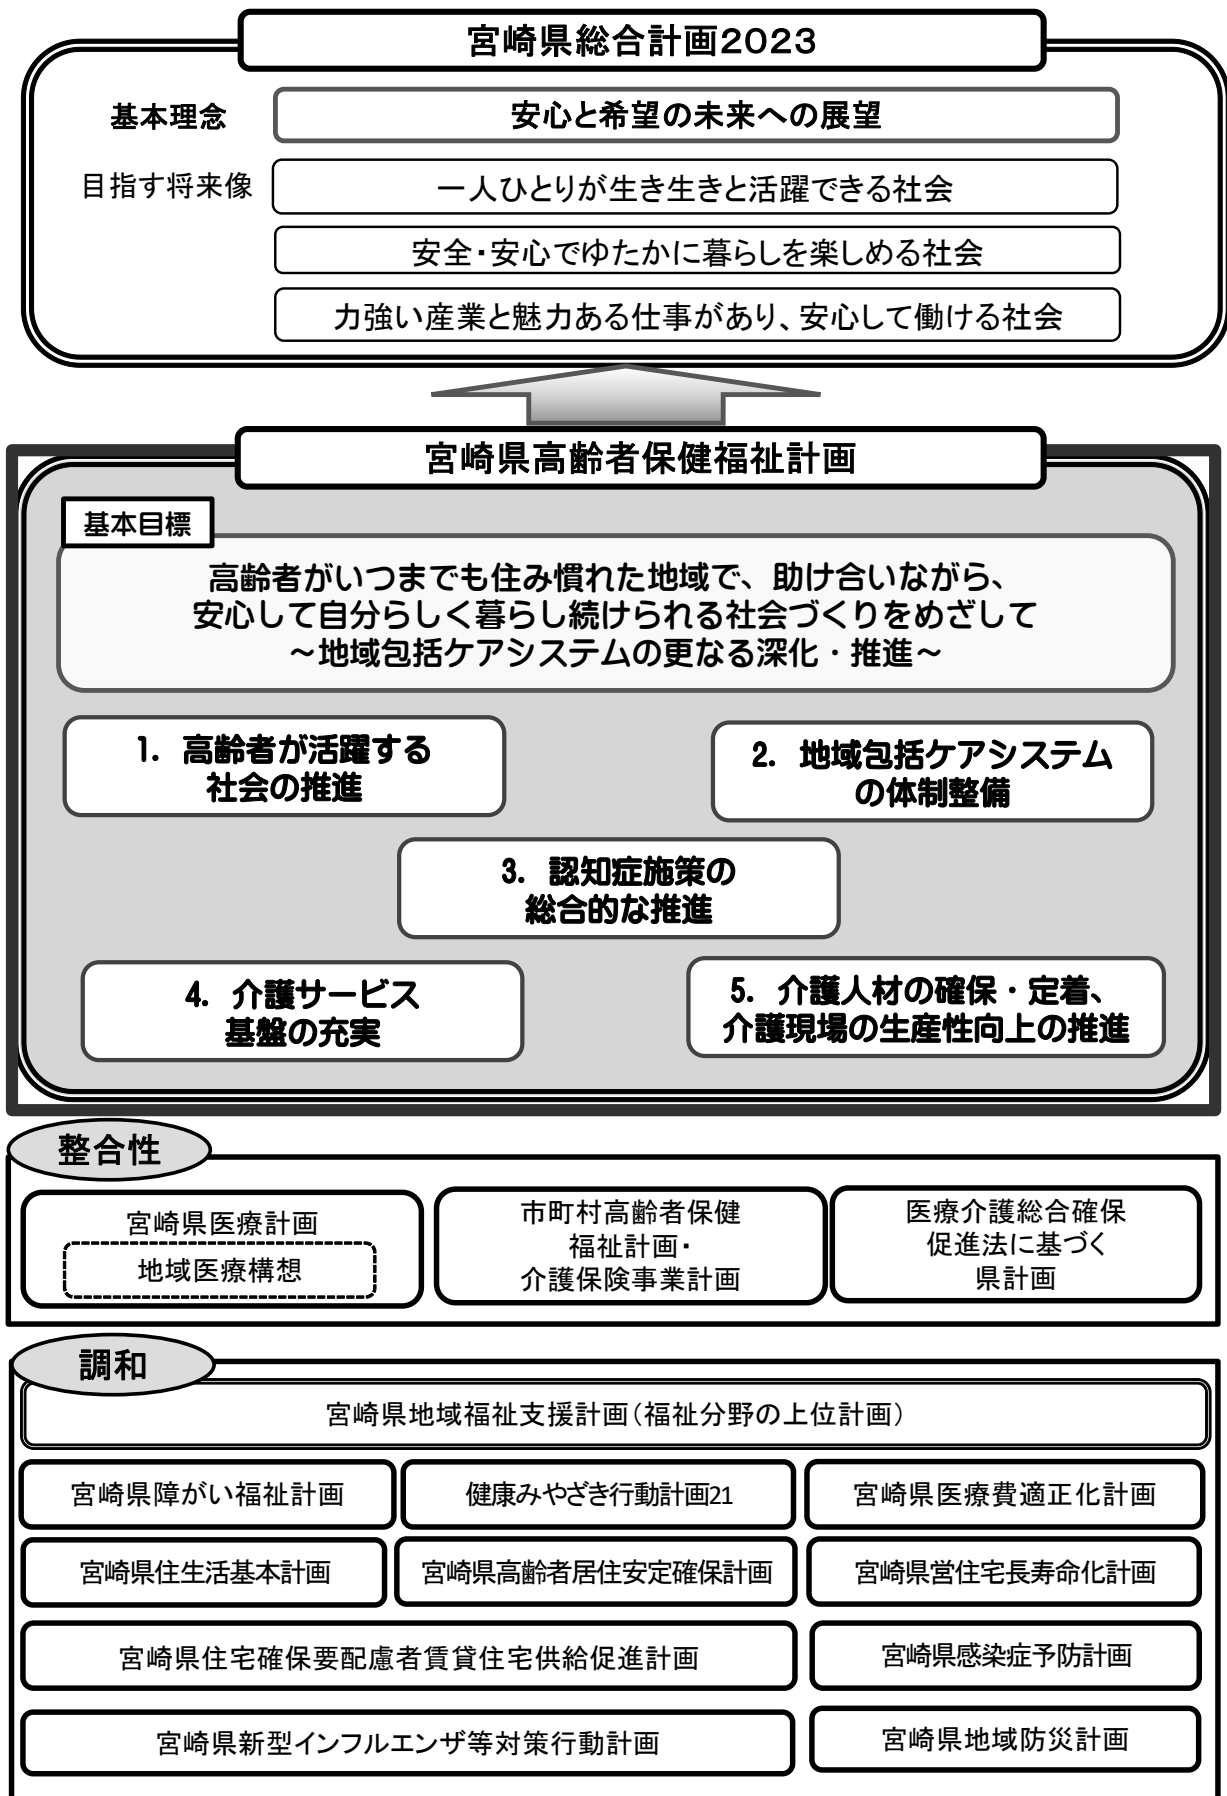 宮崎県総合計画2023
基本理念
安心と希望の未来への展望
目指す将来像
一人ひとりが生き生きと活躍できる社会
安全・安心でゆたかに暮らしを楽しめる社会
力強い産業と魅力ある仕事があり、安心して働ける社会
宮崎県高齢者保健福祉計画
基本目標
高齢者がいつまでも住み慣れた地域で、助け合いながら、
安心して自分らしく暮らし続けられる社会づくりをめざして
～地域包括ケアシステムの更なる深化・推進～
1. 高齢者が活躍する
社会の推進
2. 地域包括ケアシステム
の体制整備
3. 認知症施策の
総合的な推進
4. 介護サービス
基盤の充実
5. 介護人材の確保・定着、
介護現場の生産性向上の推進
整合性
宮崎県医療計画
地域医療構想
市町村高齢者保健
福祉計画・
介護保険事業計画
医療介護総合確保
促進法に基づく
県計画
調和
宮崎県地域福祉支援計画（福祉分野の上位計画）
宮崎県障がい福祉計画
健康みやざき行動計画21
宮崎県医療費適正化計画
宮崎県住生活基本計画
宮崎県高齢者居住安定確保計画
宮崎県営住宅長寿命化計画
宮崎県住宅確保要配慮者賃貸住宅供給促進計画
宮崎県感染症予防計画
宮崎県新型インフルエンザ等対策行動計画
宮崎県地域防災計画